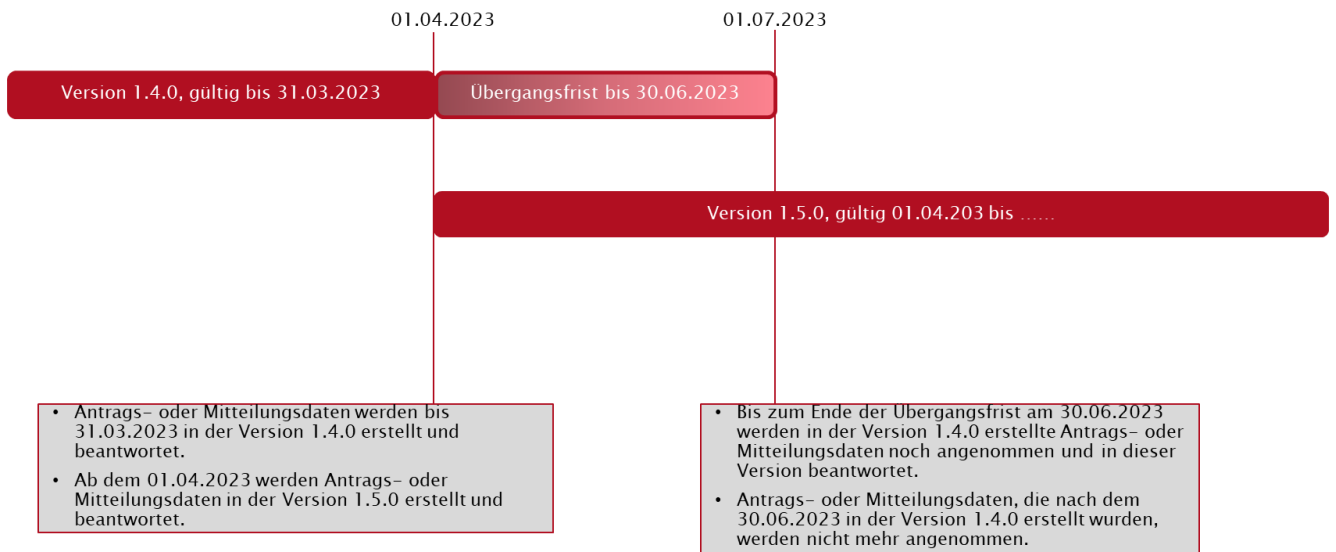 01.04.2023
01.07.2023
Version 1.4.0, gültig bis 31.03.2023
Übergangsfrist bis 30.06.2023
Version 1.5.0, gültig 01.04.203 bis ......
• Antrags- oder Mitteilungsdaten werden bis
31.03.2023 in der Version 1.4.0 erstellt und
beantwortet.
• Ab dem 01.04.2023 werden Antrags- oder
Mitteilungsdaten in der Version 1.5.0 erstellt und
beantwortet.
• Bis zum Ende der Übergangsfrist am 30.06.2023
werden in der Version 1.4.0 erstellte Antrags- oder
Mitteilungsdaten noch angenommen und in dieser
Version beantwortet.
• Antrags- oder Mitteilungsdaten, die nach dem
30.06.2023 in der Version 1.4.0 erstellt wurden,
werden nicht mehr angenommen.